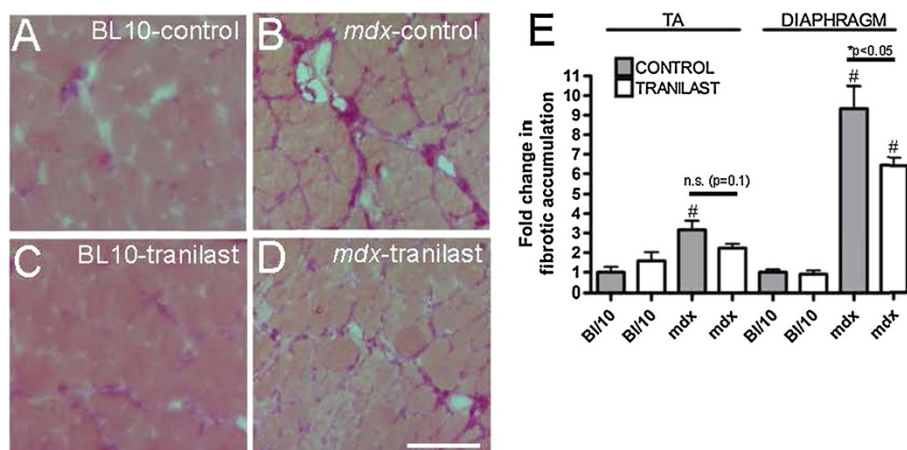 A
BL10-control
B
mdx-control
C
BL10-tranilast
D
mdx-tranilast
E
TA
DIAPHRAGM
CONTROL
TRANILAST
*p<0.05
#
#
n.s. (p=0.1)
#
Fold change in
fibrotic accumulation
11
10
9
8
7
6
5
4
3
2
1
0
Bl/10
Bl/10
mdx
mdx
Bl/10
Bl/10
mdx
mdx